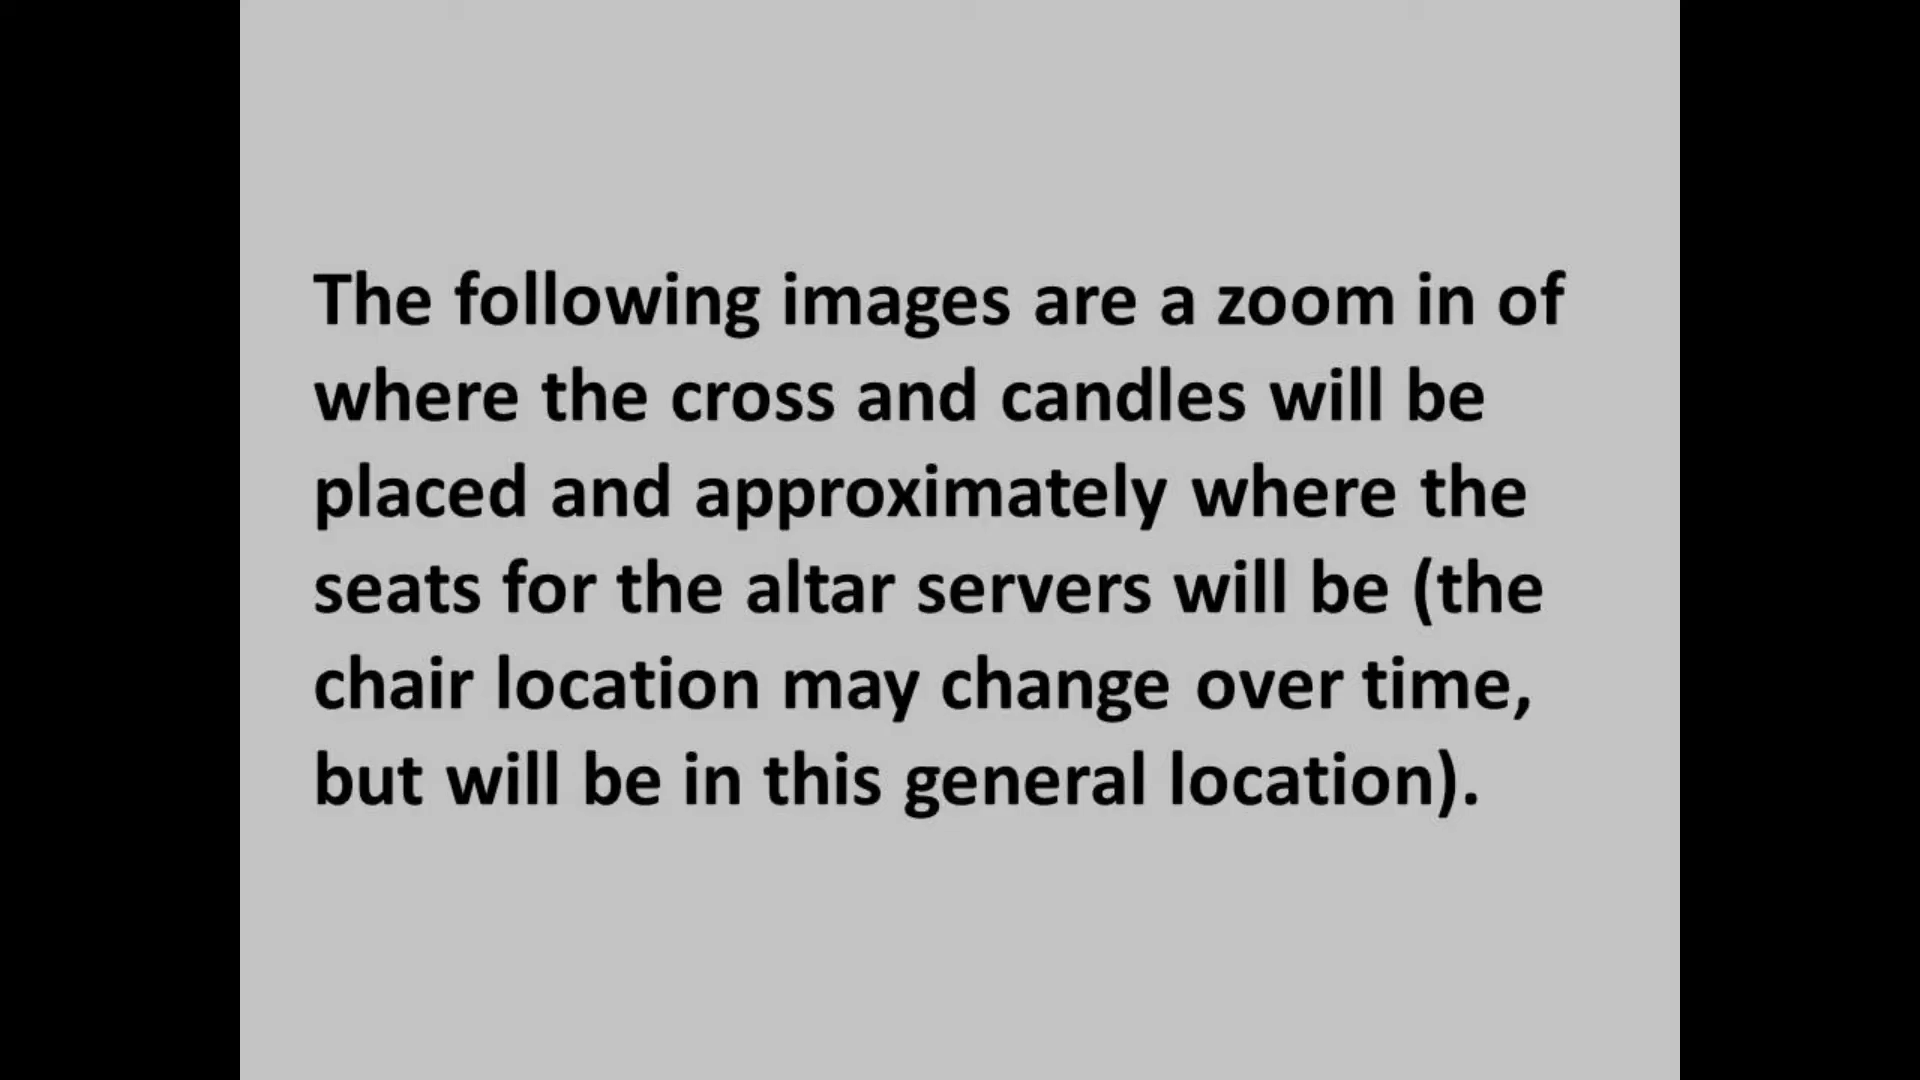 The following images are a zoom in of
where the cross and candles will be
placed and approximately where the
seats for the altar servers will be (the
chair location may change over time,
but will be in this general location).